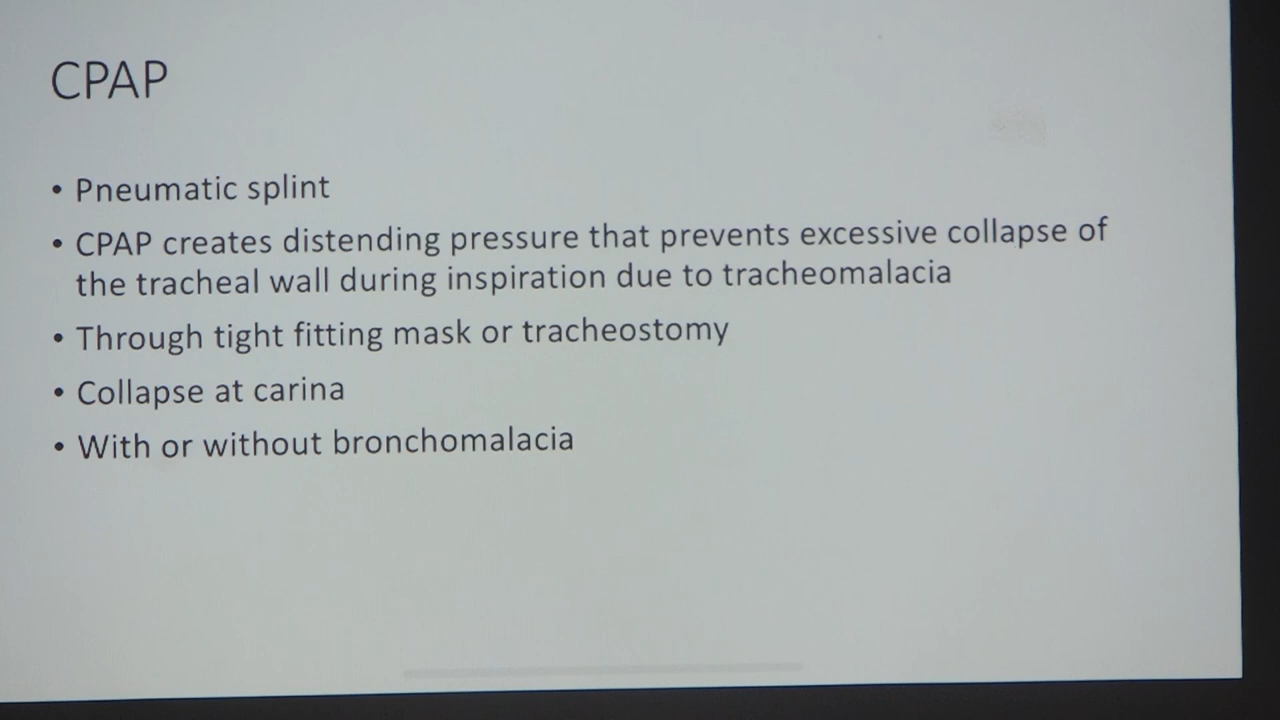 CPAP
• Pneumatic splint
• CPAP creates distending pressure that prevents excessive collapse of
the tracheal wall during inspiration due to tracheomalacia
• Through tight fitting mask or tracheostomy
• Collapse at carina
• With or without bronchomalacia